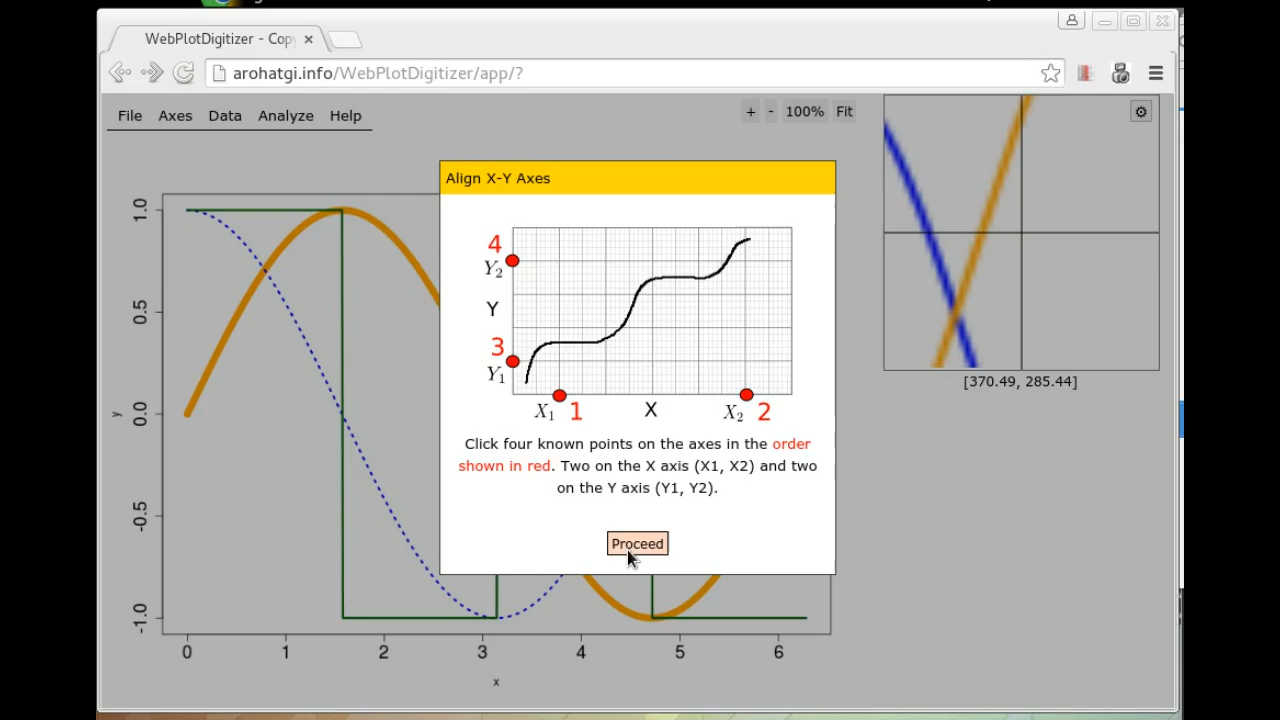 WebPlotDigitizer - Cop
arohatgi.info/WebPlotDigitizer/app/?
File Axes Data Analyze Help
+ - 100% Fit
Align X-Y Axes
4
Y2
Y
3
Y1
X1 1 X X2 2
Click four known points on the axes in the order
shown in red. Two on the X axis (X1, X2) and two
on the Y axis (Y1, Y2).
Proceed
[370.49, 285.44]
1.0
0.5
0.0
-0.5
-1.0
y
0 1 2 3 4 5 6
x